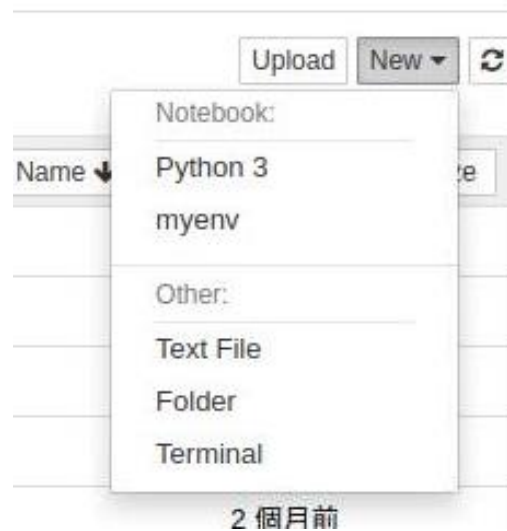 Upload New
Notebook:
Name
Python 3
myenv
Other:
Text File
Folder
Terminal
2 個月前